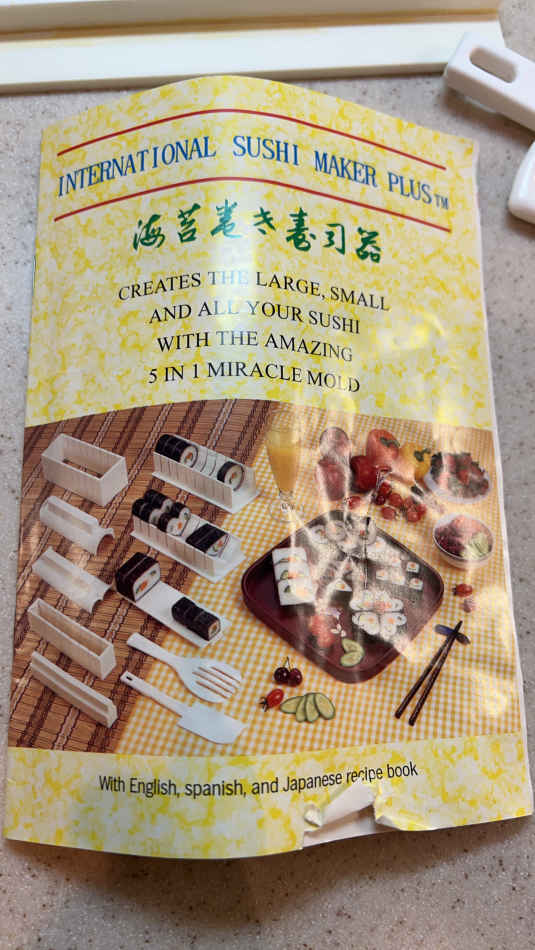 INTERNATIONAL SUSHI MAKER PLUS™
海苔巻き寿司器
CREATES THE LARGE, SMALL
AND ALL YOUR SUSHI
WITH THE AMAZING
5 IN 1 MIRACLE MOLD
With English, spanish, and Japanese recipe book